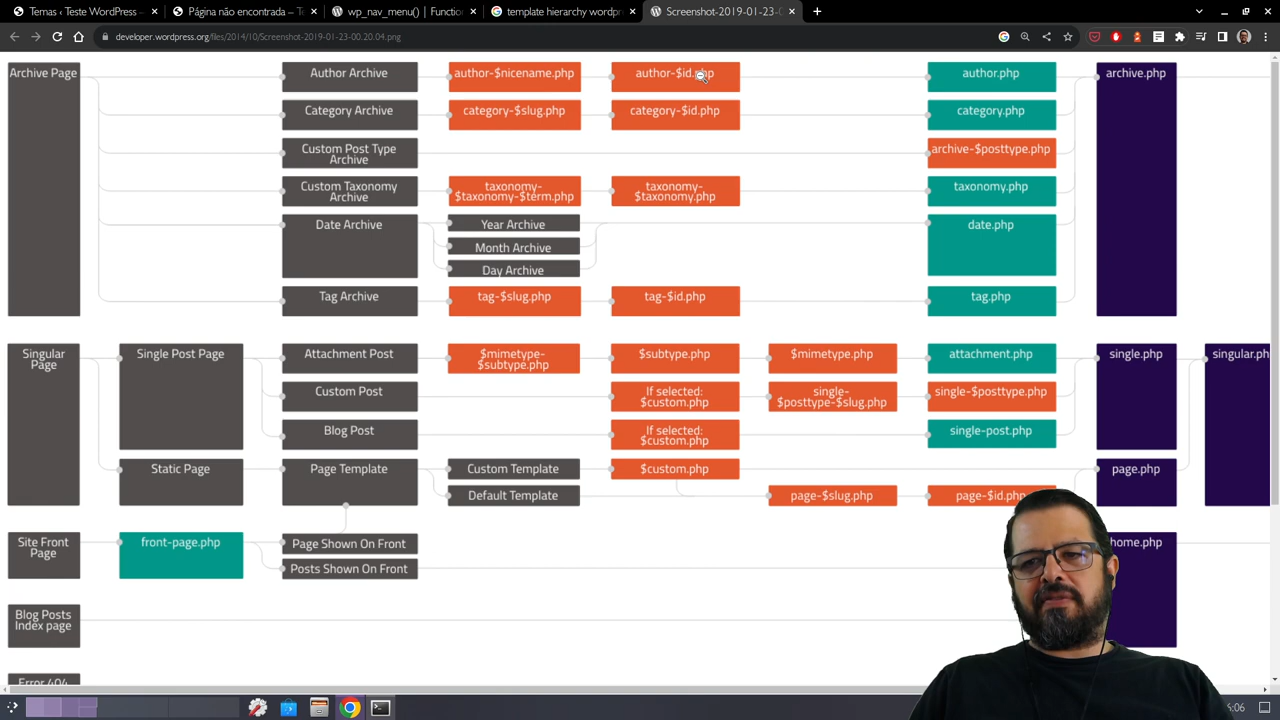 Temas ‹ Teste WordPress —
Página não encontrada – Te
wp_nav_menu() | Function
template hierarchy wordpr
Screenshot-2019-01-23-0
developer.wordpress.org/files/2014/10/Screenshot-2019-01-23-00.20.04.png
Archive Page
Author Archive
author-$nicename.php
author-$id.php
author.php
archive.php
Category Archive
category-$slug.php
category-$id.php
category.php
Custom Post Type
Archive
archive-$posttype.php
Custom Taxonomy
Archive
taxonomy-
$taxonomy-$term.php
taxonomy-
$taxonomy.php
taxonomy.php
Date Archive
Year Archive
date.php
Month Archive
Day Archive
Tag Archive
tag-$slug.php
tag-$id.php
tag.php
Singular
Page
Single Post Page
Attachment Post
$mimetype-
$subtype.php
$subtype.php
$mimetype.php
attachment.php
single.php
singular.ph
Custom Post
If selected:
$custom.php
single-
$posttype-$slug.php
single-$posttype.php
Blog Post
If selected:
$custom.php
single-post.php
Static Page
Page Template
Custom Template
$custom.php
page.php
Default Template
page-$slug.php
page-$id.php
Site Front
Page
front-page.php
Page Shown On Front
home.php
Posts Shown On Front
Blog Posts
Index page
Error 404
6:06